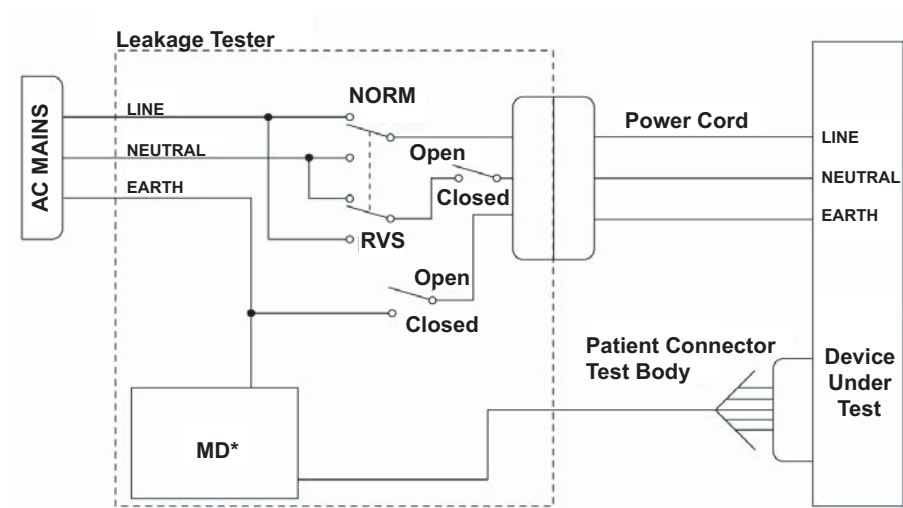 Leakage Tester
AC MAINS
LINE
NEUTRAL
EARTH
NORM
Open
Closed
RVS
Open
Closed
MD*
Power Cord
LINE
NEUTRAL
EARTH
Patient Connector
Test Body
Device
Under
Test